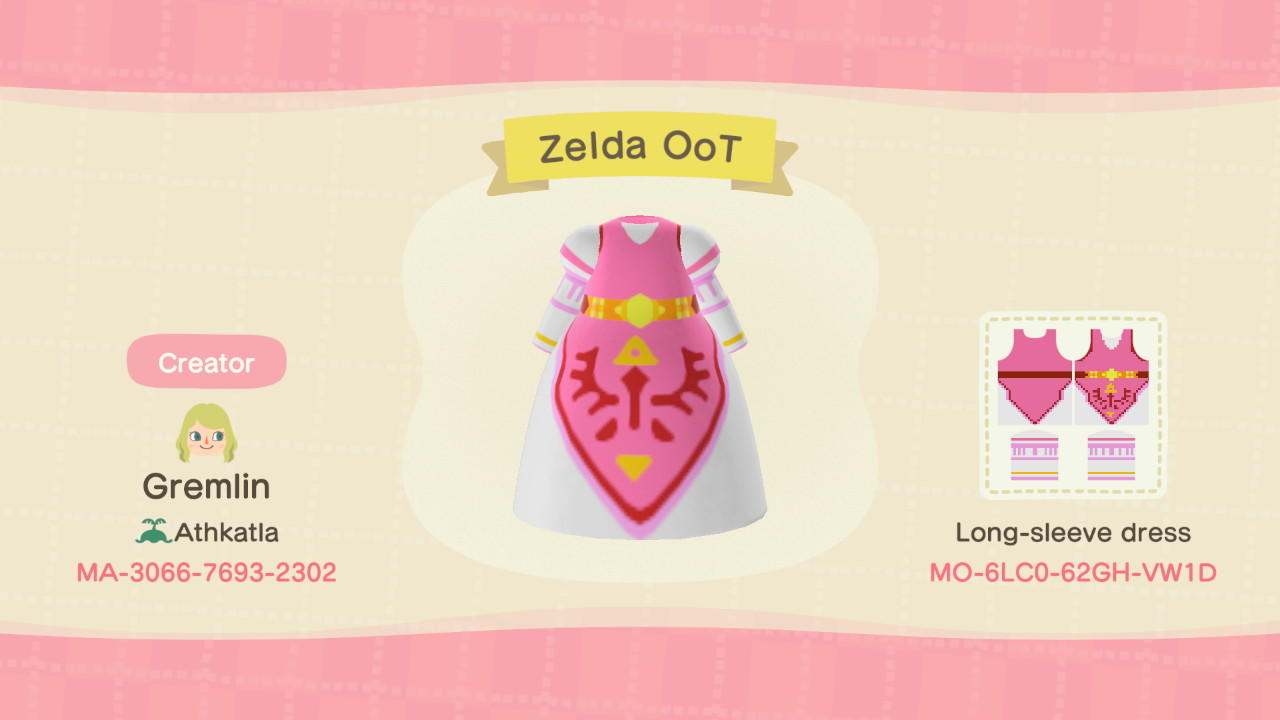 Zelda OoT
Creator
Gremlin
Athkatla
MA-3066-7693-2302
Long-sleeve dress
MO-6LC0-62GH-VW1D